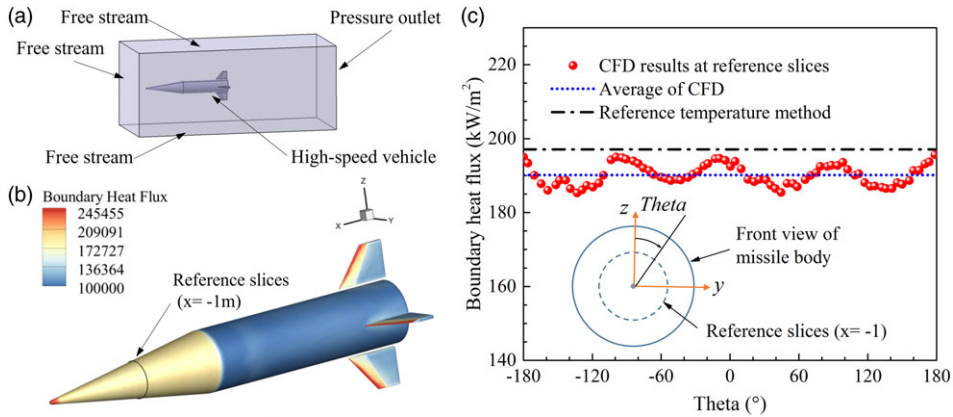 (a)
Free stream
Pressure outlet
Free stream
Free stream
High-speed vehicle
(b)
Boundary Heat Flux
245455
209091
172727
136364
100000
Reference slices
(x= -1m)
Z
X
Y
(c)
Boundary heat flux (kW/m²)
220
200
180
160
140
CFD results at reference slices
Average of CFD
Reference temperature method
z
Theta
Front view of
missile body
y
Reference slices (x= -1)
-180
-120
-60
0
60
120
180
Theta (°)